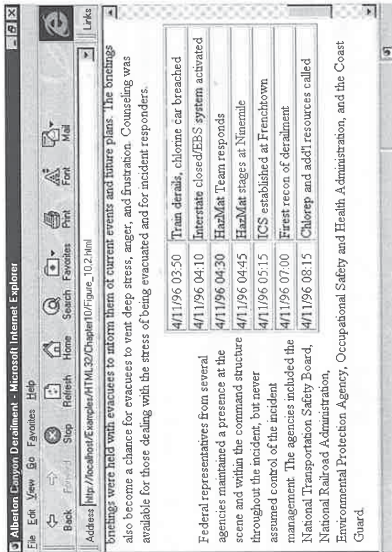 Alberton Canyon Derailment - Microsoft Internet Explorer
File Edit View Go Favorites Help
Back Forward Stop Refresh Home Search Favorites Print Font Mail
Address http://localhost/Examples/HTML32/Chapter10/Figure_10.2.html Links
briefings were held with evacuees to inform them of current events and future plans. The briefings
also become a chance for evacuees to vent deep stress, anger, and frustration. Counseling was
available for those dealing with the stress of being evacuated and for incident responders.
Federal representatives from several
agencies maintained a presence at the
scene and within the command structure
throughout the incident, but never
assumed control of the incident
management. The agencies included the
National Transportation Safety Board,
National Railroad Administration,
Environmental Protection Agency, Occupational Safety and Health Administration, and the Coast
Guard.
4/11/96 03:50 Train derails, chlorine car breached
4/11/96 04:10 Interstate closed/EBS system activated
4/11/96 04:30 HazMat Team responds
4/11/96 04:45 HazMat stages at Ninemile
4/11/96 05:15 ICS established at Frenchtown
4/11/96 07:00 Firest recon of derailment
4/11/96 08:15 Chlorep and add'l resources called